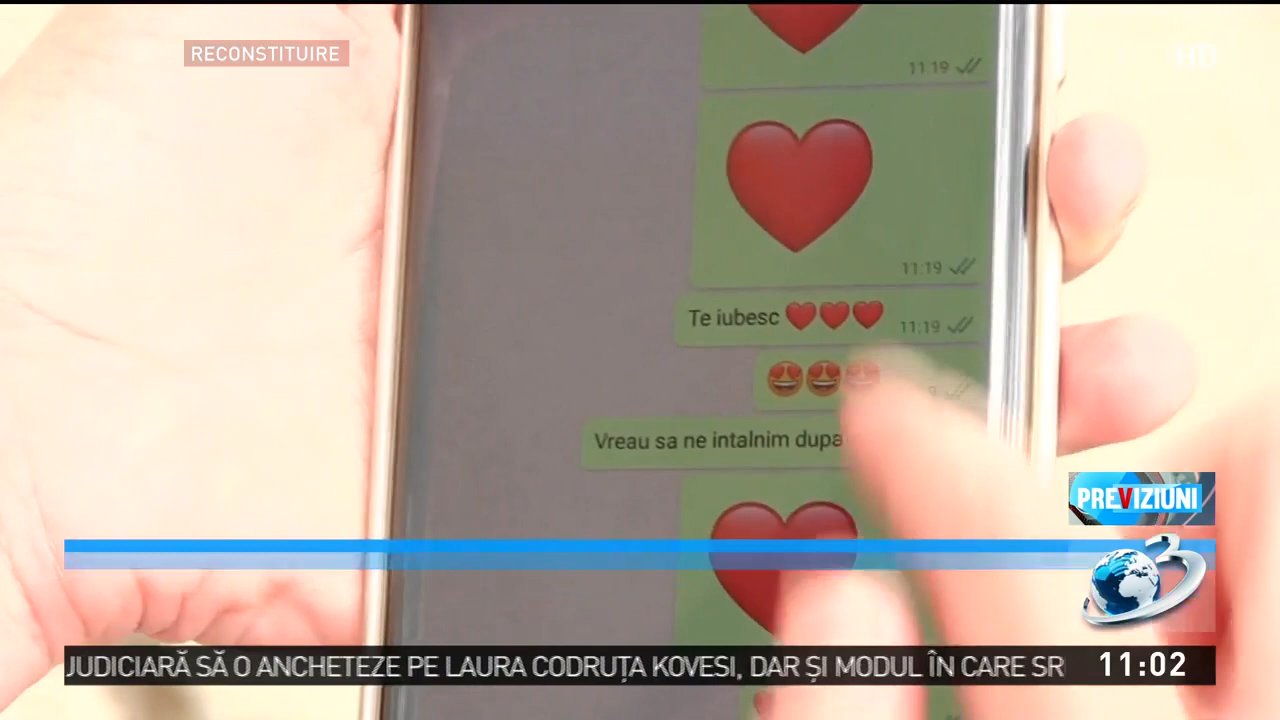 RECONSTITUIRE
HD
11:19
11:19
Te iubesc ❤❤❤ 11:19
😍😍😍
Vreau sa ne intalnim dupa
PREVIZIUNI
3
JUDICIARĂ SĂ O ANCHETEZE PE LAURA CODRUȚA KOVESI, DAR ȘI MODUL ÎN CARE SR
11:02